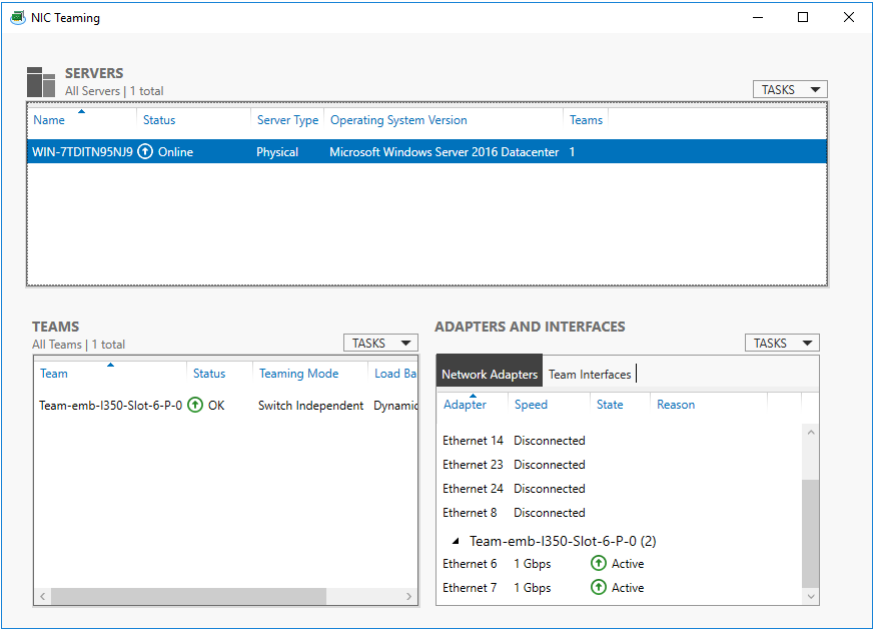 NIC Teaming
SERVERS
All Servers | 1 total
TASKS
Name Status Server Type Operating System Version Teams
WIN-7TDITN95NJ9 Online Physical Microsoft Windows Server 2016 Datacenter 1
TEAMS
All Teams | 1 total
TASKS
Team Status Teaming Mode Load Ba
Team-emb-I350-Slot-6-P-0 OK Switch Independent Dynamic
ADAPTERS AND INTERFACES
TASKS
Network Adapters Team Interfaces
Adapter Speed State Reason
Ethernet 14 Disconnected
Ethernet 23 Disconnected
Ethernet 24 Disconnected
Ethernet 8 Disconnected
Team-emb-I350-Slot-6-P-0 (2)
Ethernet 6 1 Gbps Active
Ethernet 7 1 Gbps Active